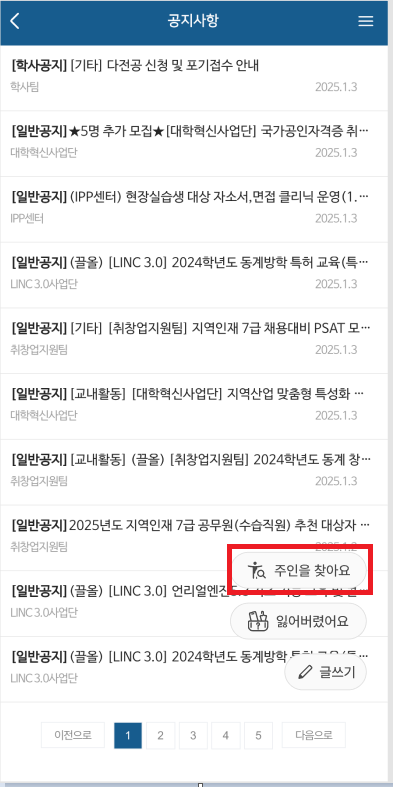 공지사항
[학사공지] [기타] 다전공 신청 및 포기접수 안내
학사팀 2025.1.3
[일반공지] ★5명 추가 모집★ [대학혁신사업단] 국가공인자격증 취…
대학혁신사업단 2025.1.3
[일반공지] (IPP센터) 현장실습생 대상 자소서,면접 클리닉 운영(1. …
IPP센터 2025.1.3
[일반공지] (끌올) [LINC 3.0] 2024학년도 동계방학 특허 교육(특…
LINC 3.0사업단 2025.1.3
[일반공지] [기타] [취창업지원팀] 지역인재 7급 채용대비 PSAT 모…
취창업지원팀 2025.1.3
[일반공지] [교내활동] [대학혁신사업단] 지역산업 맞춤형 특성화 …
대학혁신사업단 2025.1.3
[일반공지] [교내활동] (끌올) [취창업지원팀] 2024학년도 동계 창…
취창업지원팀 2025.1.3
[일반공지] 2025년도 지역인재 7급 공무원(수습직원) 추천 대상자 …
취창업지원팀
주인을 찾아요
[일반공지] (끌올) [LINC 3.0] 언리얼엔진
LINC 3.0사업단
잃어버렸어요
[일반공지] (끌올) [LINC 3.0] 2024학년도 동계방학
LINC 3.0사업단
글쓰기
이전으로 1 2 3 4 5 다음으로